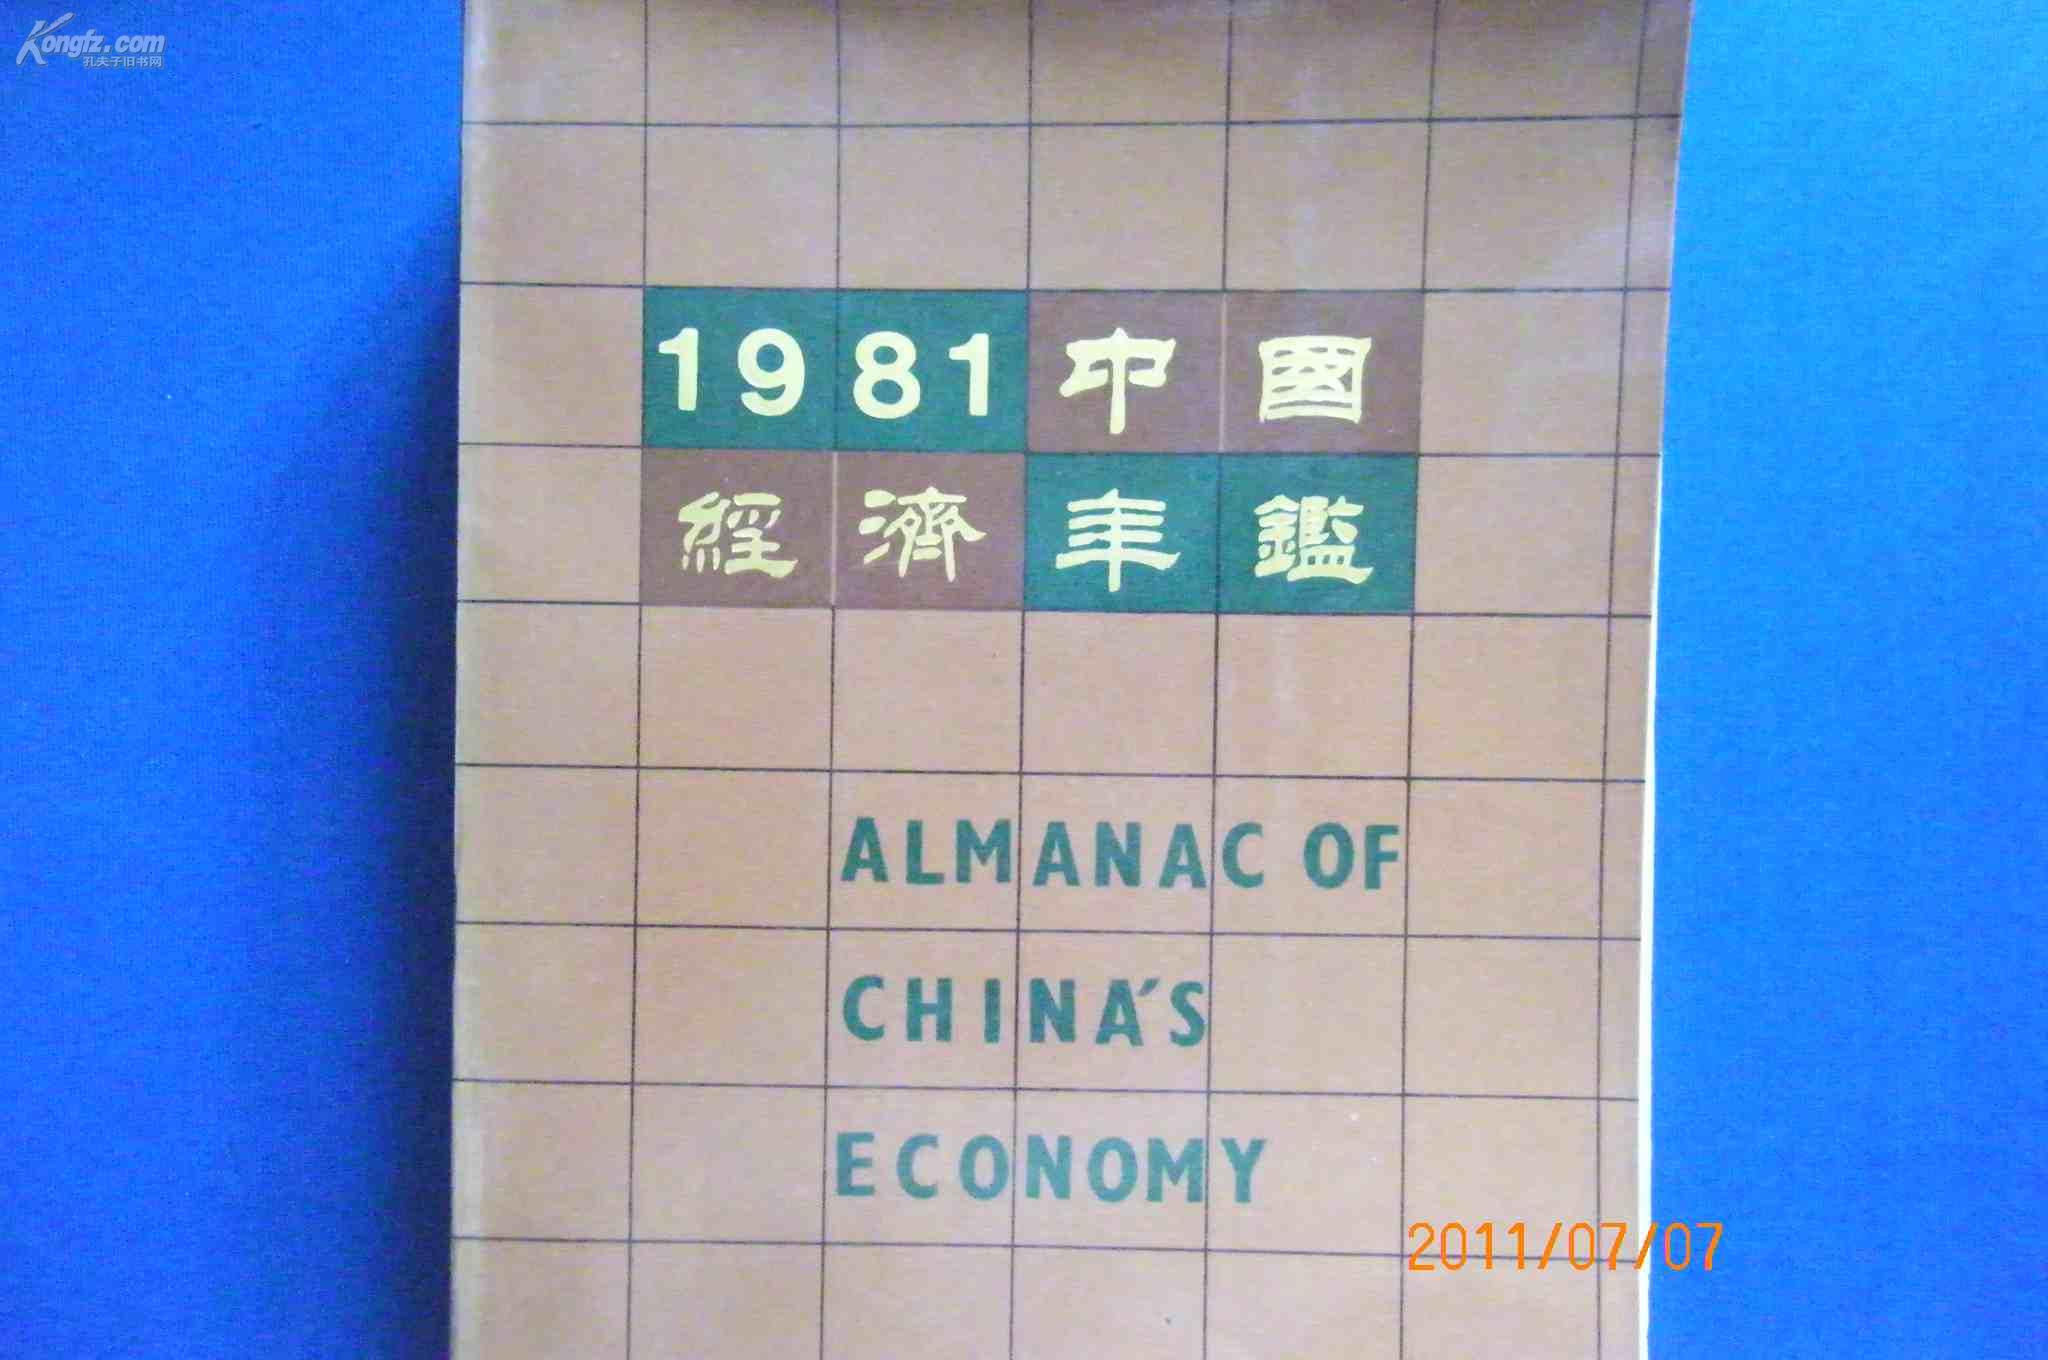 Kongfz.com
孔夫子旧书网
1981中國
經濟年鑑
ALMANAC OF
CHINA'S
ECONOMY
2011/07/07